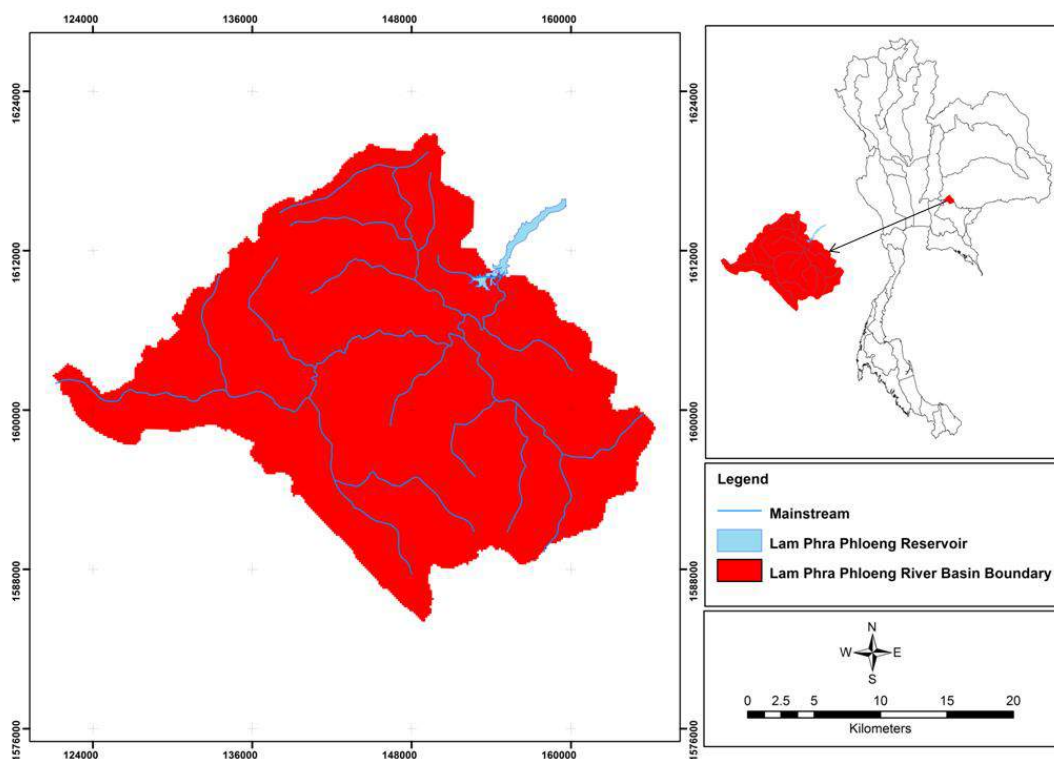 124000 136000 148000 160000
1624000
1612000
1600000
1588000
1576000
1624000
1612000
1600000
1588000
1576000
124000 136000 148000 160000
Legend
Mainstream
Lam Phra Phloeng Reservoir
Lam Phra Phloeng River Basin Boundary
N
W E
S
0 2.5 5 10 15 20
Kilometers